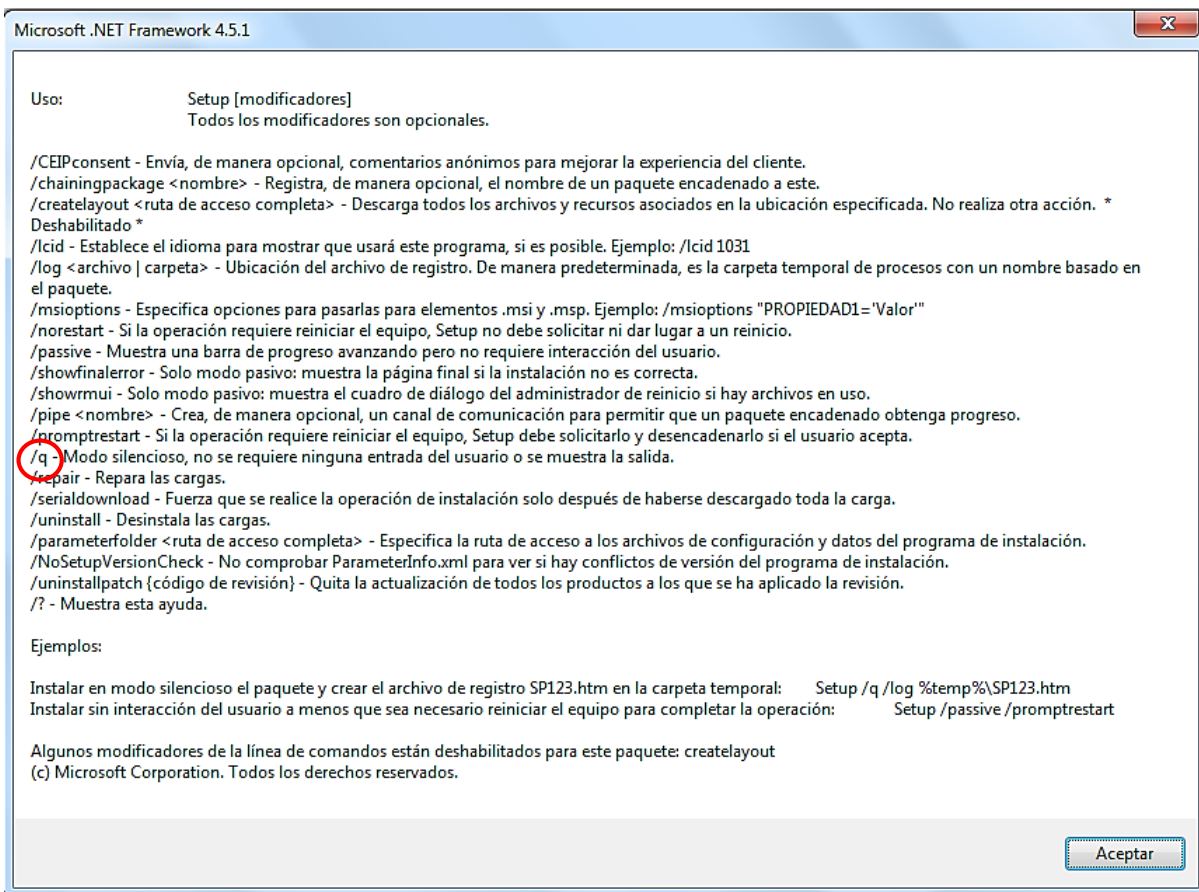 Microsoft .NET Framework 4.5.1
x
Uso: Setup [modificadores]
Todos los modificadores son opcionales.
/CEIPconsent - Envía, de manera opcional, comentarios anónimos para mejorar la experiencia del cliente.
/chainingpackage <nombre> - Registra, de manera opcional, el nombre de un paquete encadenado a este.
/createlayout <ruta de acceso completa> - Descarga todos los archivos y recursos asociados en la ubicación especificada. No realiza otra acción. *
Deshabilitado *
/lcid - Establece el idioma para mostrar que usará este programa, si es posible. Ejemplo: /lcid 1031
/log <archivo | carpeta> - Ubicación del archivo de registro. De manera predeterminada, es la carpeta temporal de procesos con un nombre basado en
el paquete.
/msioptions - Especifica opciones para pasarlas para elementos .msi y .msp. Ejemplo: /msioptions "PROPIEDAD1='Valor'"
/norestart - Si la operación requiere reiniciar el equipo, Setup no debe solicitar ni dar lugar a un reinicio.
/passive - Muestra una barra de progreso avanzando pero no requiere interacción del usuario.
/showfinalerror - Solo modo pasivo: muestra la página final si la instalación no es correcta.
/showrmui - Solo modo pasivo: muestra el cuadro de diálogo del administrador de reinicio si hay archivos en uso.
/pipe <nombre> - Crea, de manera opcional, un canal de comunicación para permitir que un paquete encadenado obtenga progreso.
/promptrestart - Si la operación requiere reiniciar el equipo, Setup debe solicitarlo y desencadenarlo si el usuario acepta.
/q - Modo silencioso, no se requiere ninguna entrada del usuario o se muestra la salida.
/repair - Repara las cargas.
/serialdownload - Fuerza que se realice la operación de instalación solo después de haberse descargado toda la carga.
/uninstall - Desinstala las cargas.
/parameterfolder <ruta de acceso completa> - Especifica la ruta de acceso a los archivos de configuración y datos del programa de instalación.
/NoSetupVersionCheck - No comprobar ParameterInfo.xml para ver si hay conflictos de versión del programa de instalación.
/uninstallpatch {código de revisión} - Quita la actualización de todos los productos a los que se ha aplicado la revisión.
/? - Muestra esta ayuda.
Ejemplos:
Instalar en modo silencioso el paquete y crear el archivo de registro SP123.htm en la carpeta temporal: Setup /q /log %temp%\SP123.htm
Instalar sin interacción del usuario a menos que sea necesario reiniciar el equipo para completar la operación: Setup /passive /promptrestart
Algunos modificadores de la línea de comandos están deshabilitados para este paquete: createlayout
(c) Microsoft Corporation. Todos los derechos reservados.
Aceptar